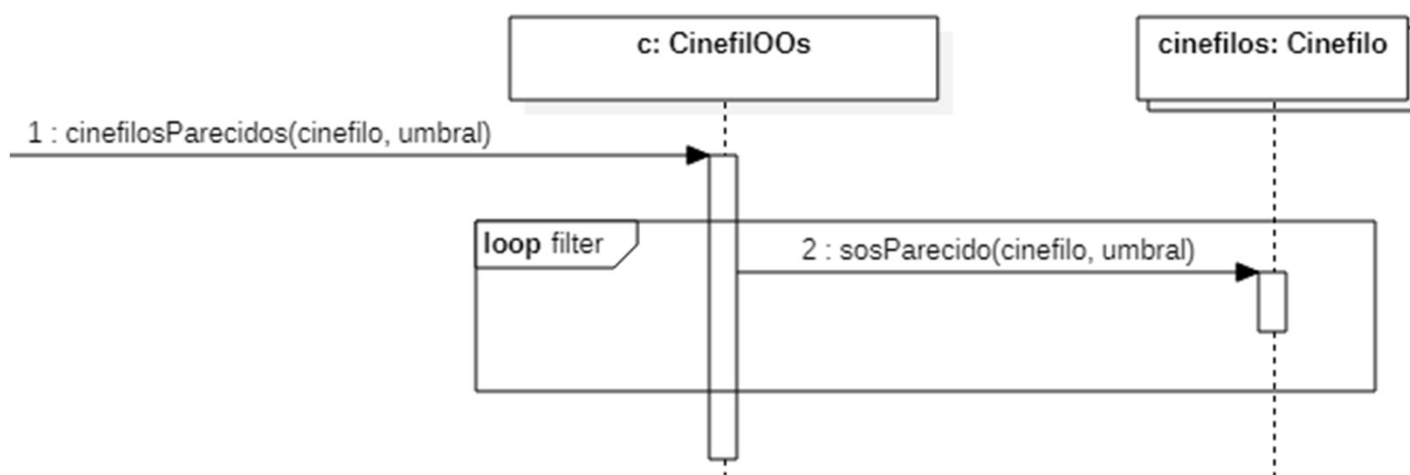 c: CinefilOOs
cinefilos: Cinefilo
1 : cinefilosParecidos(cinefilo, umbral)
loop filter
2 : sosParecido(cinefilo, umbral)